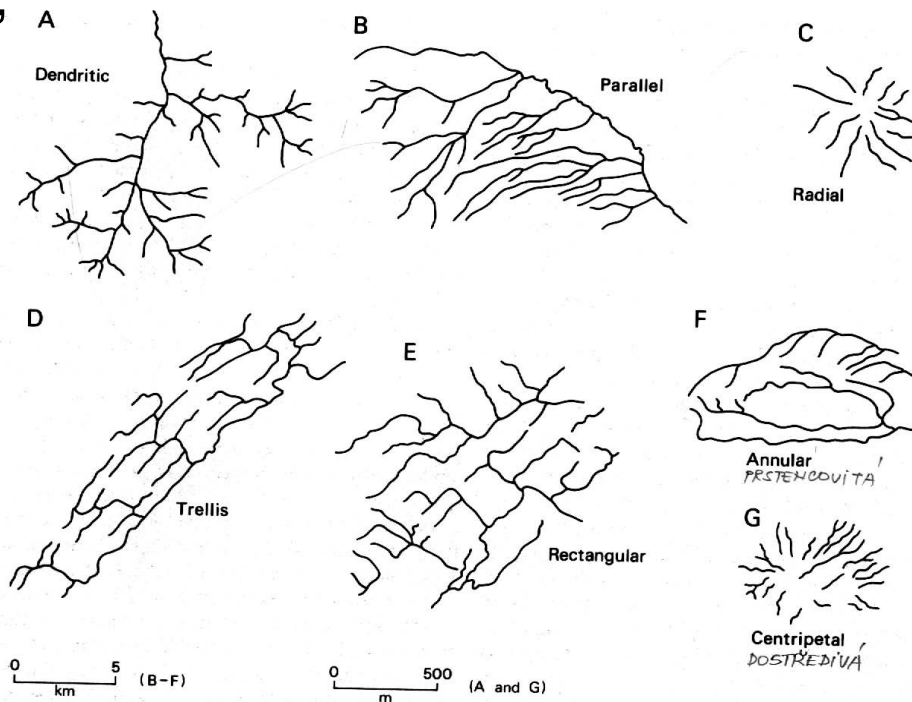 A
Dendritic
B
Parallel
C
Radial
D
Trellis
E
Rectangular
F
Annular
PRSTENCOVITÁ
G
Centripetal
DOSTŘEDIVÁ
0 5
km
(B–F)
0 500
m
(A and G)